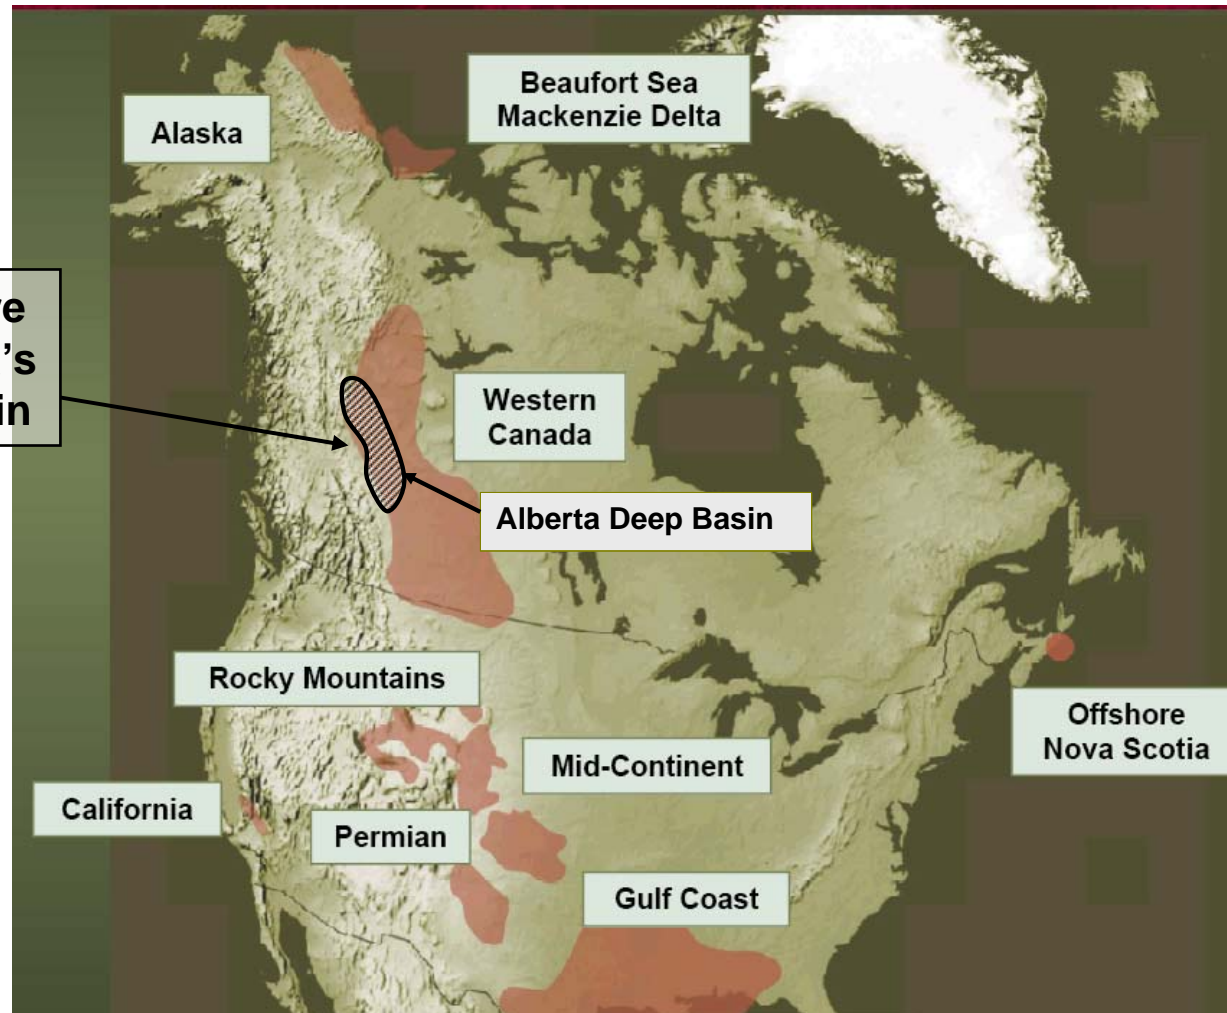 Beaufort Sea
Mackenzie Delta
Alaska
Western
Canada
Alberta Deep Basin
Rocky Mountains
Offshore
Nova Scotia
Mid-Continent
California
Permian
Gulf Coast